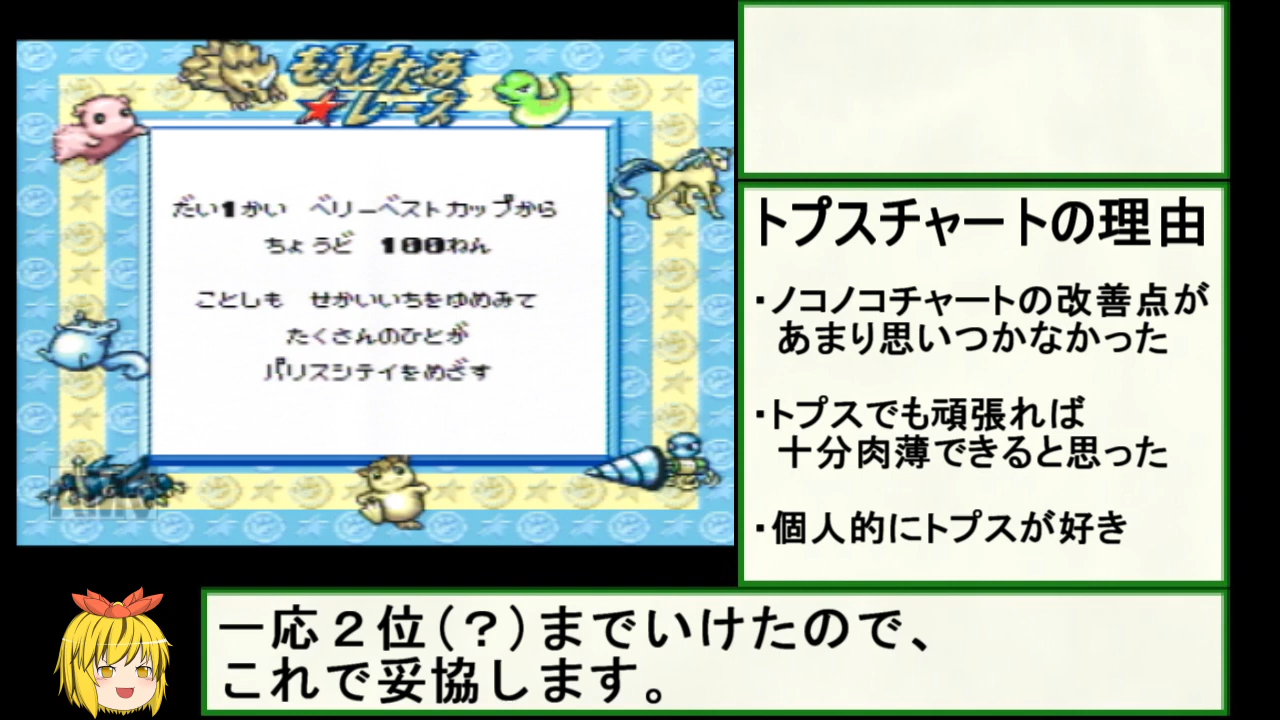 もんすたあ
★レース
だい1かい ベリーベストカップから
ちょうど 100ねん
ことしも せかいいちをゆめみて
たくさんのひとが
パリスシティをめざす
トプスチャートの理由
・ノコノコチャートの改善点が
あまり思いつかなかった
・トプスでも頑張れば
十分肉薄できると思った
・個人的にトプスが好き
一応２位(？)までいけたので、
これで妥協します。